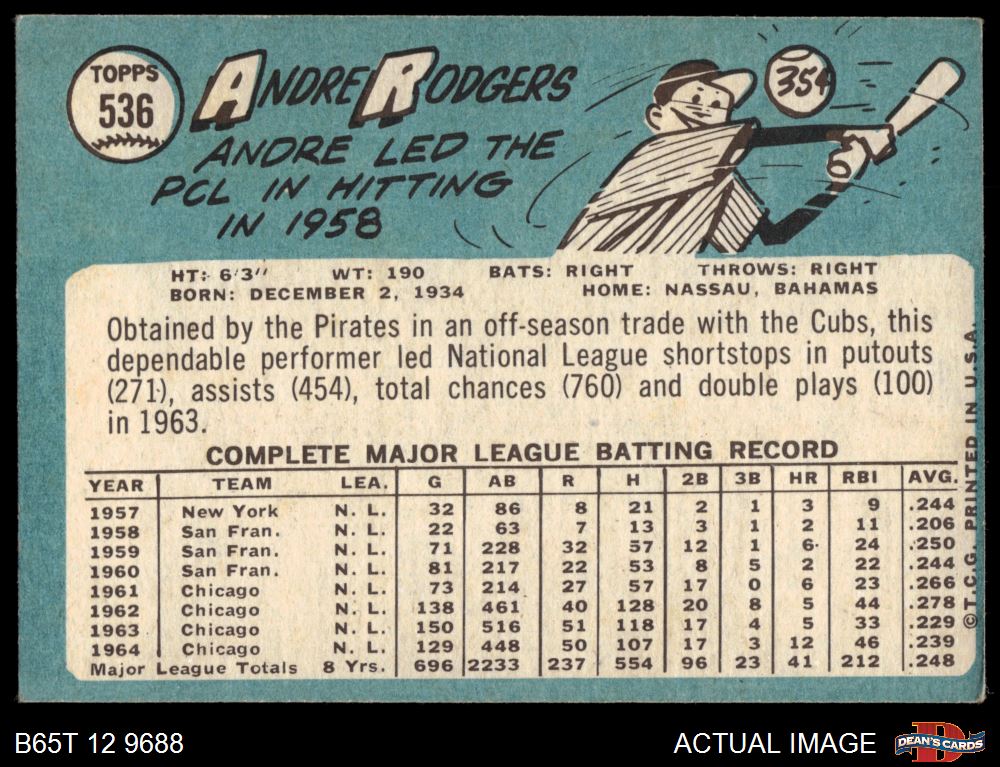 TOPPS
536
ANDRE RODGERS
ANDRE LED THE
PCL IN HITTING
IN 1958
354
HT: 6'3" WT: 190 BATS: RIGHT THROWS: RIGHT
BORN: DECEMBER 2, 1934 HOME: NASSAU, BAHAMAS
Obtained by the Pirates in an off-season trade with the Cubs, this
dependable performer led National League shortstops in putouts
(271), assists (454), total chances (760) and double plays (100)
in 1963.
COMPLETE MAJOR LEAGUE BATTING RECORD
YEAR TEAM LEA. G AB R H 2B 3B HR RBI AVG.
1957 New York N. L. 32 86 8 21 2 1 3 9 .244
1958 San Fran. N. L. 22 63 7 13 3 1 2 11 .206
1959 San Fran. N. L. 71 228 32 57 12 1 6 24 .250
1960 San Fran. N. L. 81 217 22 53 8 5 2 22 .244
1961 Chicago N. L. 73 214 27 57 17 0 6 23 .266
1962 Chicago N. L. 138 461 40 128 20 8 5 44 .278
1963 Chicago N. L. 150 516 51 118 17 4 5 33 .229
1964 Chicago N. L. 129 448 50 107 17 3 12 46 .239
Major League Totals 8 Yrs. 696 2233 237 554 96 23 41 212 .248
©T.C.G. PRINTED IN U.S.A.
B65T 12 9688
ACTUAL IMAGE
D
DEAN'S CARDS